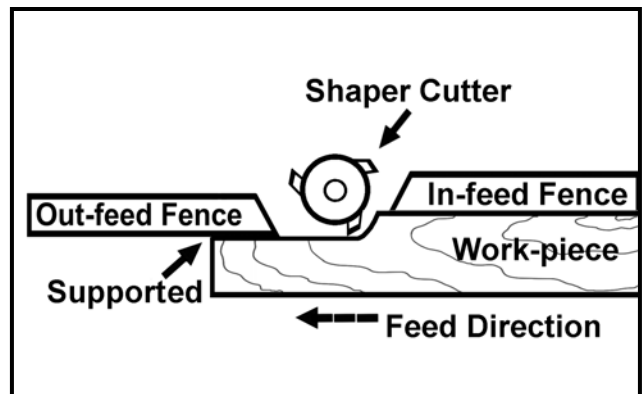 Shaper Cutter
In-feed Fence
Out-feed Fence
Work-piece
Supported
Feed Direction